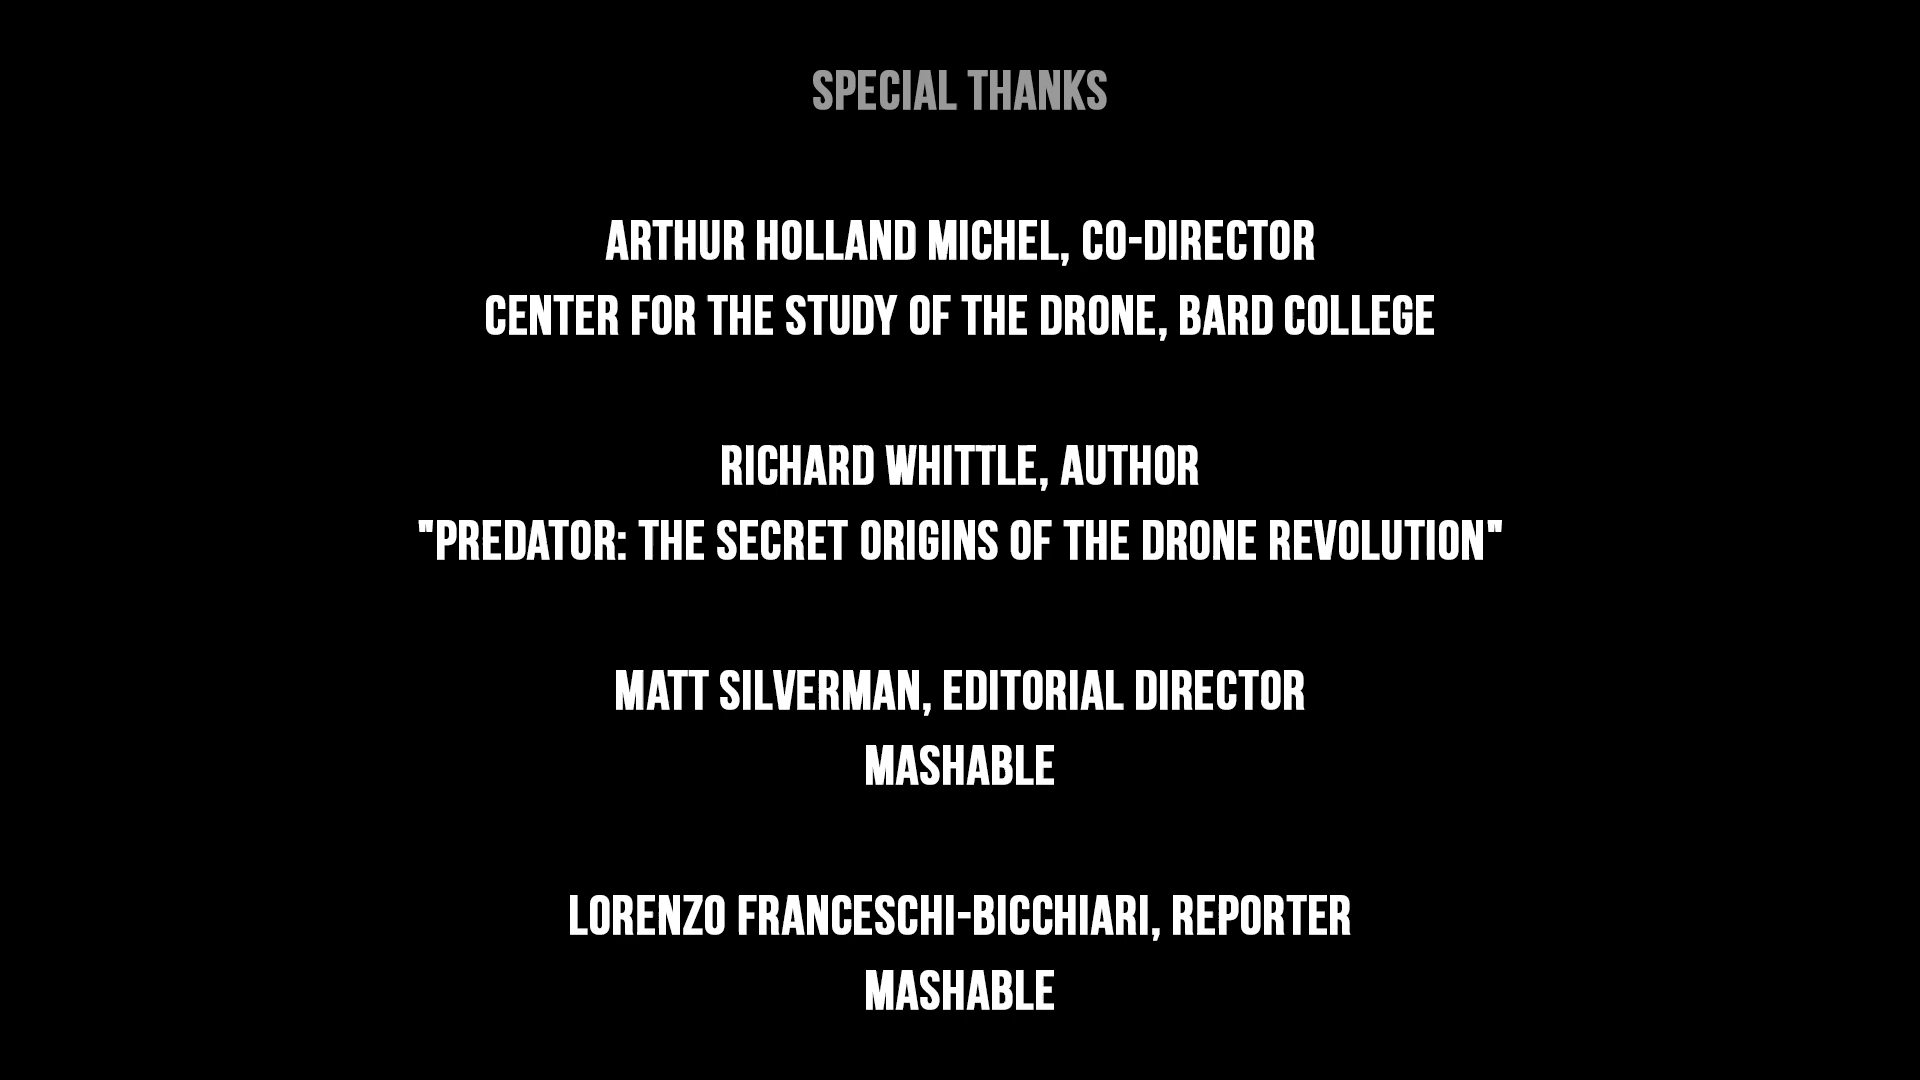 SPECIAL THANKS
ARTHUR HOLLAND MICHEL, CO-DIRECTOR
CENTER FOR THE STUDY OF THE DRONE, BARD COLLEGE
RICHARD WHITTLE, AUTHOR
"PREDATOR: THE SECRET ORIGINS OF THE DRONE REVOLUTION"
MATT SILVERMAN, EDITORIAL DIRECTOR
MASHABLE
LORENZO FRANCESCHI-BICCHIARI, REPORTER
MASHABLE